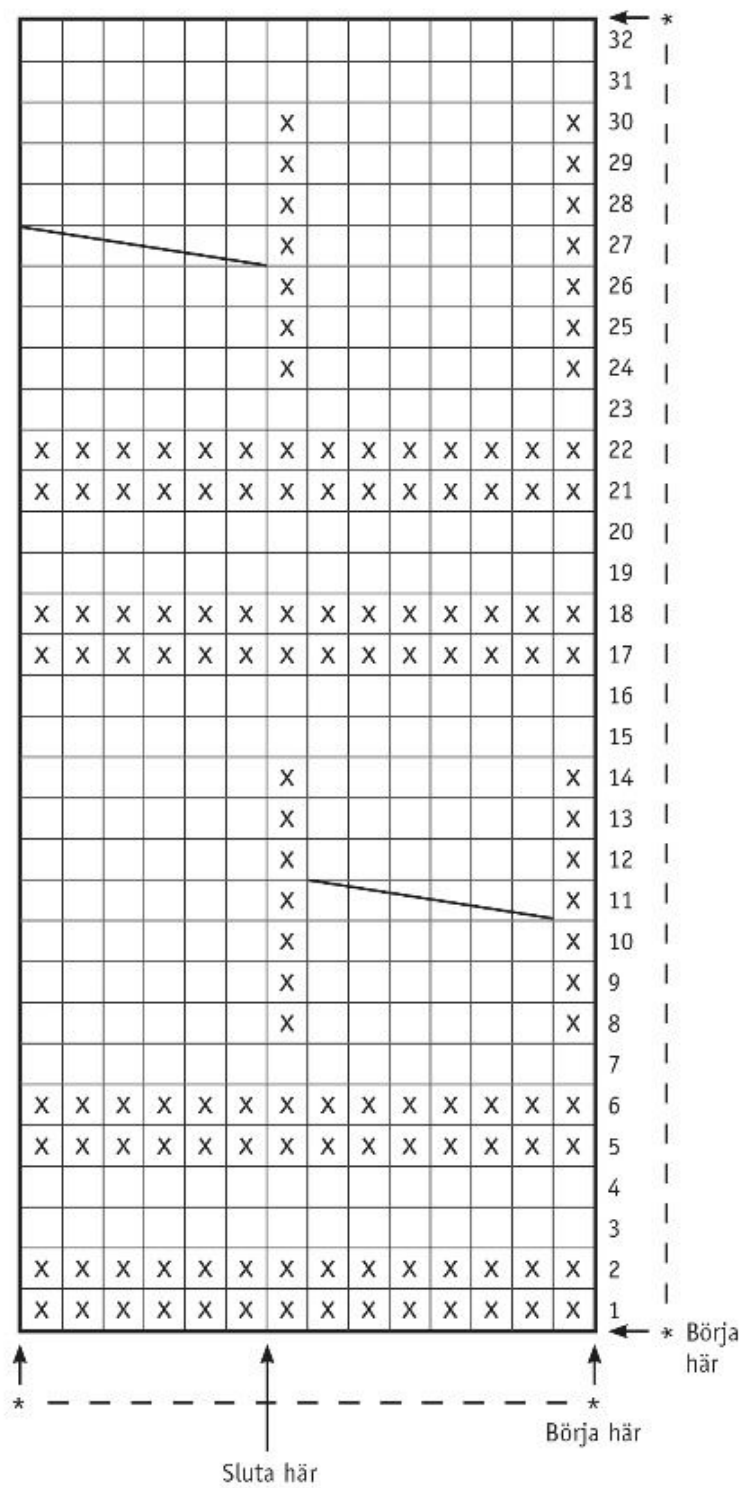 *
32
31
X X 30
X X 29
X X 28
X X 27
X X 26
X X 25
X X 24
23
X X X X X X X X X X X X X X 22
X X X X X X X X X X X X X X 21
20
19
X X X X X X X X X X X X X X 18
X X X X X X X X X X X X X X 17
16
15
X X 14
X X 13
X X 12
X X 11
X X 10
X X 9
X X 8
7
X X X X X X X X X X X X X X 6
X X X X X X X X X X X X X X 5
4
3
X X X X X X X X X X X X X X 2
X X X X X X X X X X X X X X 1
* Börja
här
* *
Börja här
Sluta här